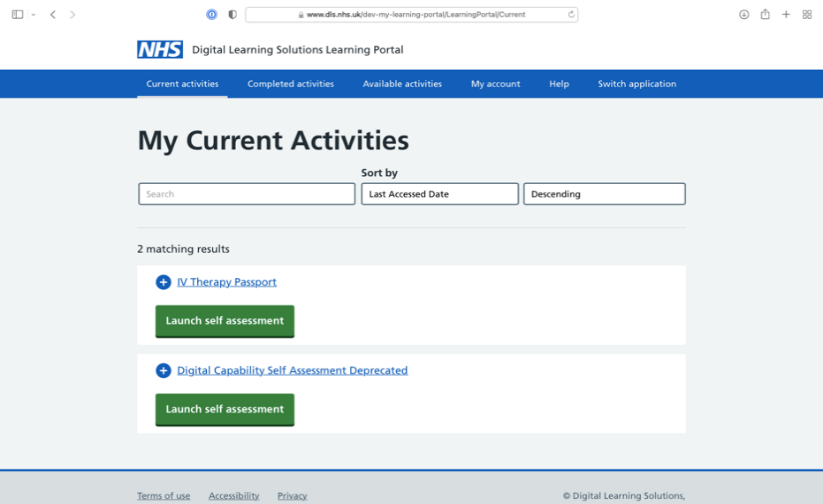 www.dls.nhs.uk/dev-my-learning-portal/LearningPortal/Current
NHS Digital Learning Solutions Learning Portal
Current activities Completed activities Available activities My account Help Switch application
My Current Activities
Sort by
Search Last Accessed Date Descending
2 matching results
IV Therapy Passport
Launch self assessment
Digital Capability Self Assessment Deprecated
Launch self assessment
Terms of use Accessibility Privacy © Digital Learning Solutions,